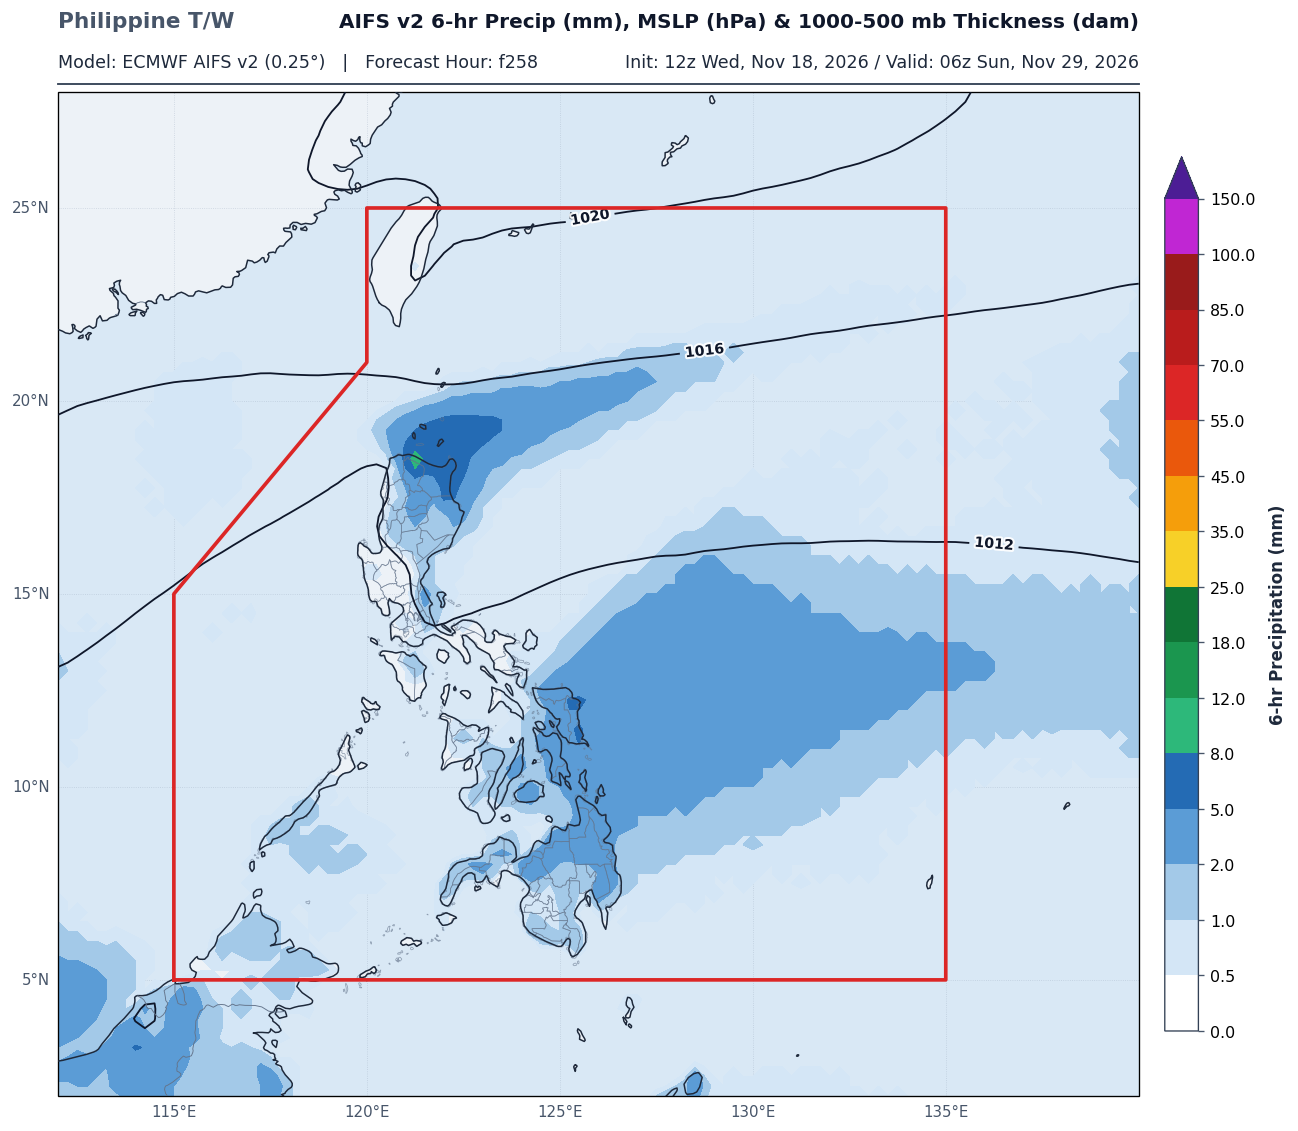 Philippine T/W
AIFS v2 6-hr Precip (mm), MSLP (hPa) & 1000-500 mb Thickness (dam)
Model: ECMWF AIFS v2 (0.25°)   |   Forecast Hour: f258
Init: 12z Wed, Nov 18, 2026 / Valid: 06z Sun, Nov 29, 2026
25°N
20°N
15°N
10°N
5°N
1020
1016
1012
115°E
120°E
125°E
130°E
135°E
150.0
100.0
85.0
70.0
55.0
45.0
35.0
25.0
18.0
12.0
8.0
5.0
2.0
1.0
0.5
0.0
6-hr Precipitation (mm)